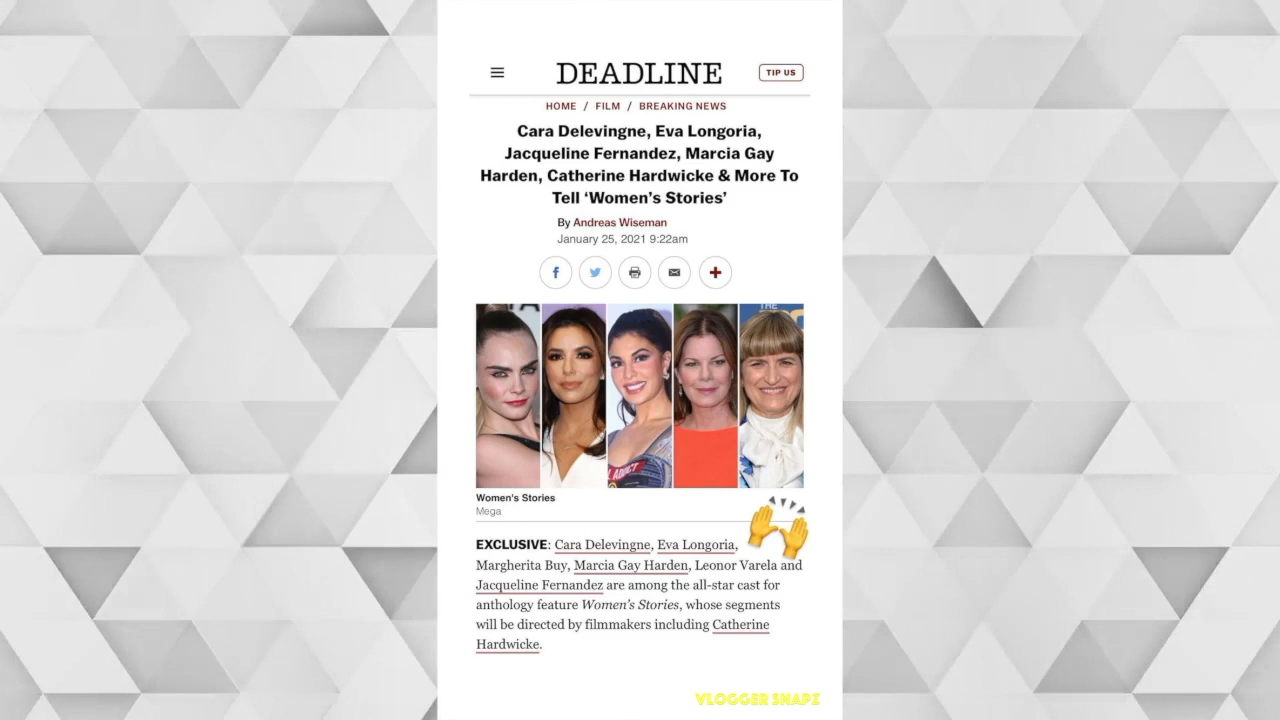 DEADLINE
TIP US
HOME / FILM / BREAKING NEWS
Cara Delevingne, Eva Longoria,
Jacqueline Fernandez, Marcia Gay
Harden, Catherine Hardwicke & More To
Tell ‘Women’s Stories’
By Andreas Wiseman
January 25, 2021 9:22am
THE
ADDICT
Women's Stories
Mega
EXCLUSIVE: Cara Delevingne, Eva Longoria,
Margherita Buy, Marcia Gay Harden, Leonor Varela and
Jacqueline Fernandez are among the all-star cast for
anthology feature Women’s Stories, whose segments
will be directed by filmmakers including Catherine
Hardwicke.
VLOGGER SNAPZ